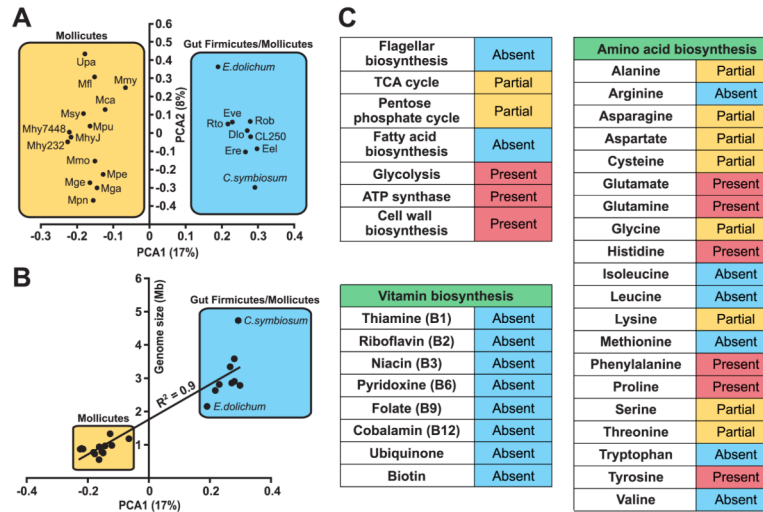 A
Mollicutes
Gut Firmicutes/Mollicutes
0.6
0.5
0.4
0.3
0.2
0.1
0
-0.1
-0.2
-0.3
-0.4
-0.5
PCA2 (8%)
Upa
Mfl
Mmy
Mca
Msy
Mpu
Mhy7448
MhyJ
Mhy232
Mmo
Mpe
Mge
Mga
Mpn
E.dolichum
Eve
Rob
Rto
Dlo
CL250
Ere
Eel
C.symbiosum
-0.3 -0.2 -0.1 0 0.1 0.2 0.3 0.4
PCA1 (17%)
B
Genome size (Mb)
6
5
4
3
2
1
Gut Firmicutes/Mollicutes
C.symbiosum
E.dolichum
R² = 0.9
Mollicutes
-0.4 -0.2 0 0.2 0.4
PCA1 (17%)
C
Flagellar biosynthesis Absent
TCA cycle Partial
Pentose phosphate cycle Partial
Fatty acid biosynthesis Absent
Glycolysis Present
ATP synthase Present
Cell wall biosynthesis Present
Vitamin biosynthesis
Thiamine (B1) Absent
Riboflavin (B2) Absent
Niacin (B3) Absent
Pyridoxine (B6) Absent
Folate (B9) Absent
Cobalamin (B12) Absent
Ubiquinone Absent
Biotin Absent
Amino acid biosynthesis
Alanine Partial
Arginine Absent
Asparagine Partial
Aspartate Partial
Cysteine Partial
Glutamate Present
Glutamine Present
Glycine Partial
Histidine Present
Isoleucine Absent
Leucine Absent
Lysine Partial
Methionine Absent
Phenylalanine Present
Proline Present
Serine Partial
Threonine Partial
Tryptophan Absent
Tyrosine Present
Valine Absent